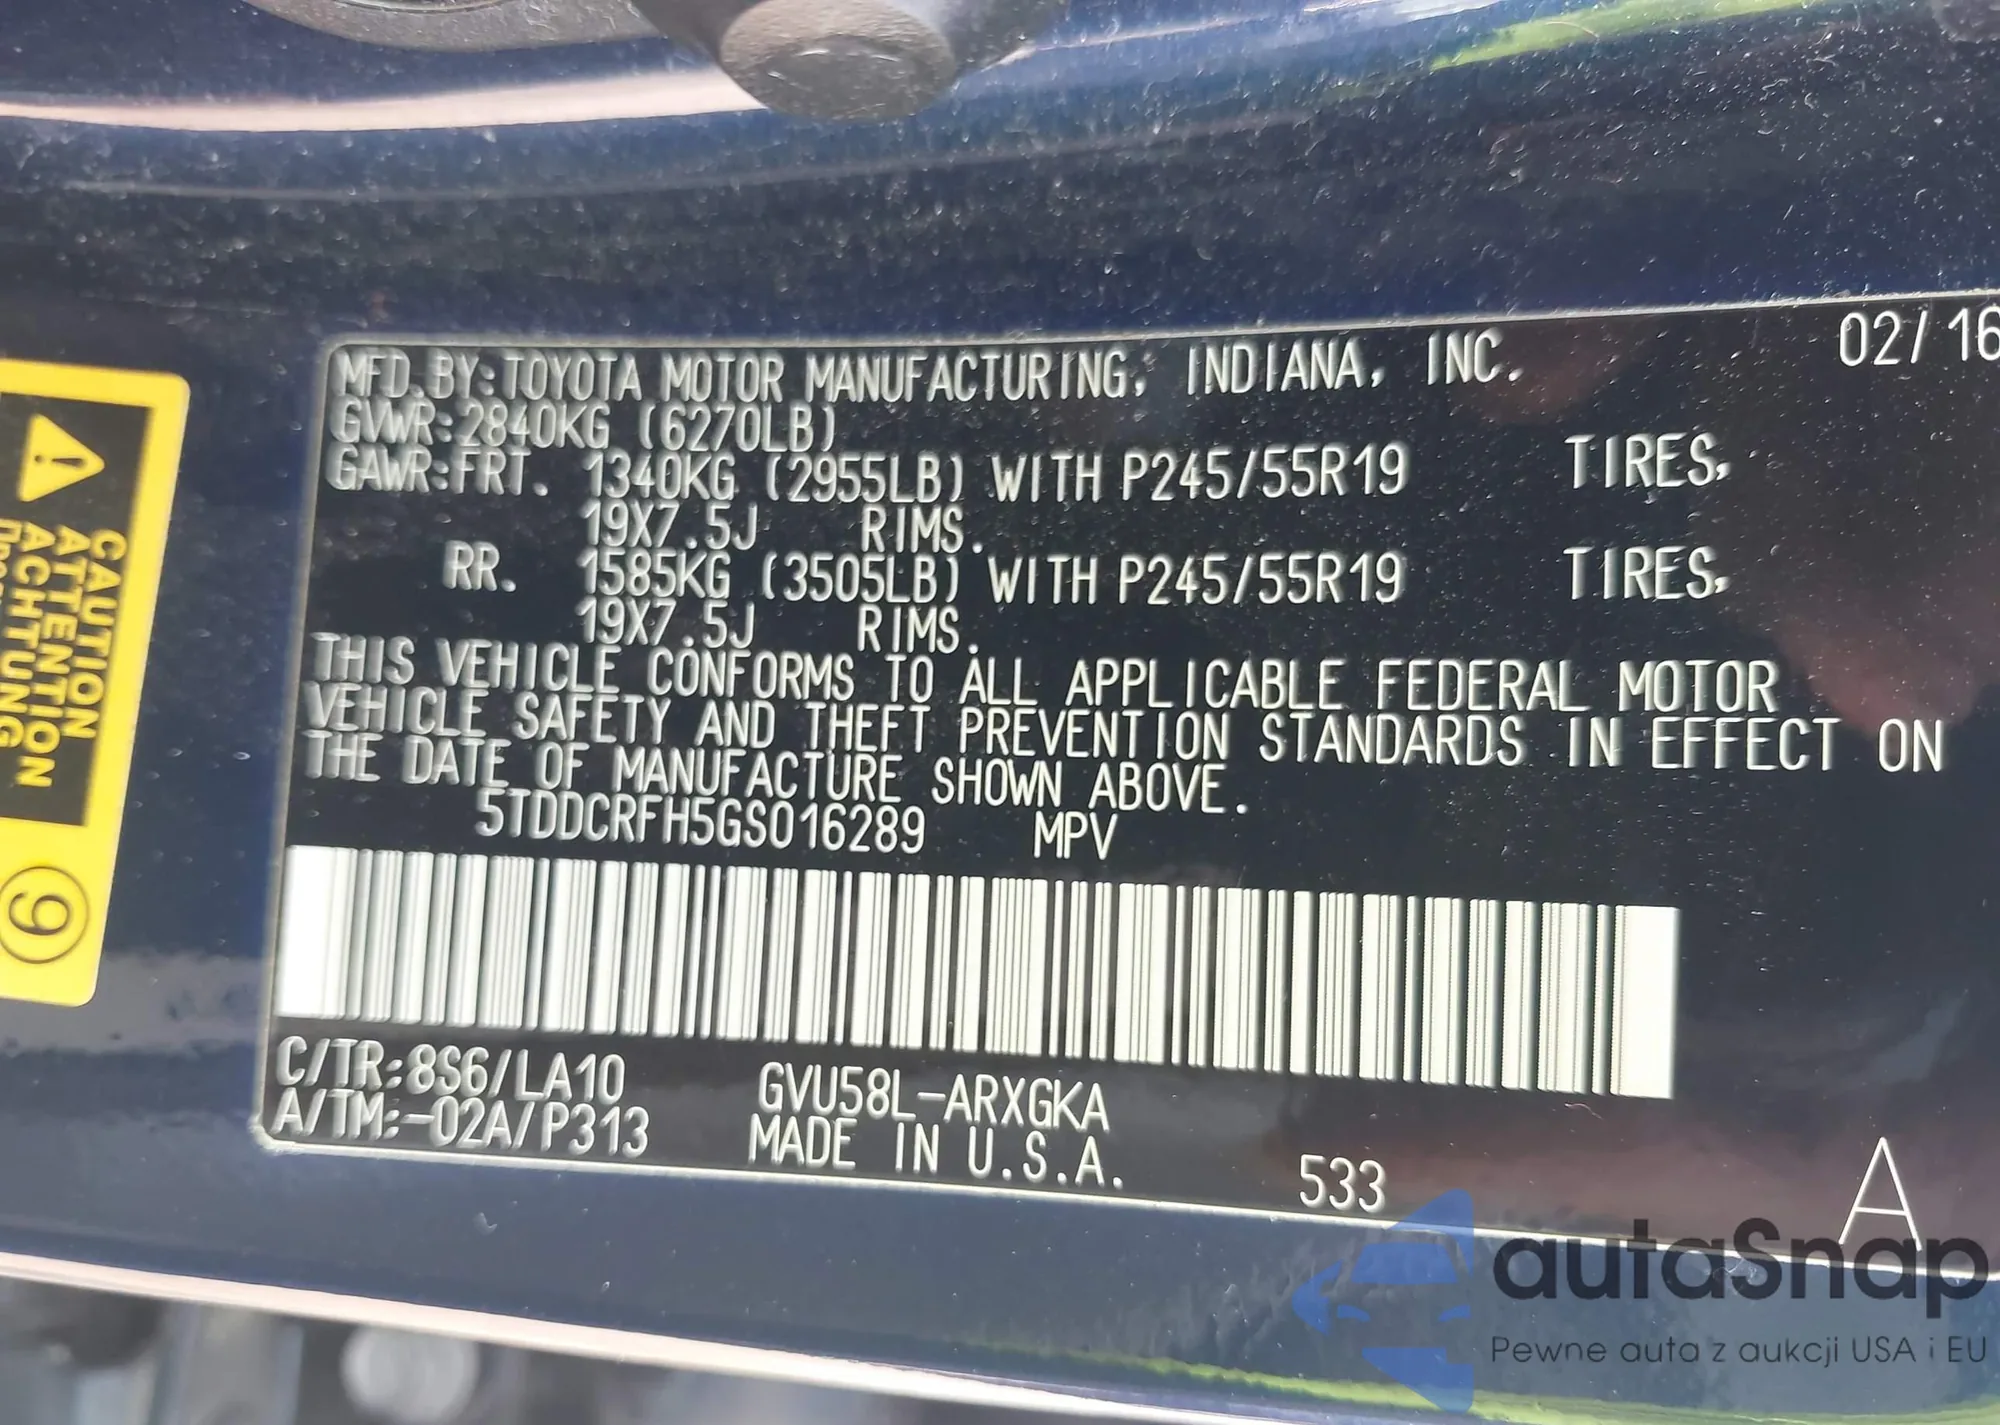 02/16
MFD.BY:TOYOTA MOTOR MANUFACTURING, INDIANA, INC.
GVWR:2840KG (6270LB)
GAWR:FRT. 1340KG (2955LB) WITH P245/55R19 TIRES,
19X7.5J RIMS.
RR. 1585KG (3505LB) WITH P245/55R19 TIRES,
19X7.5J RIMS.
THIS VEHICLE CONFORMS TO ALL APPLICABLE FEDERAL MOTOR
VEHICLE SAFETY AND THEFT PREVENTION STANDARDS IN EFFECT ON
THE DATE OF MANUFACTURE SHOWN ABOVE.
5TDDCRFH5GS016289 MPV
C/TR:8S6/LA10 GVU58L-ARXGKA
A/TM:-02A/P313 MADE IN U.S.A. 533
A
CAUTION
ATTENTION
ACHTUNG
9
autaSnap
Pewne auta z aukcji USA i EU